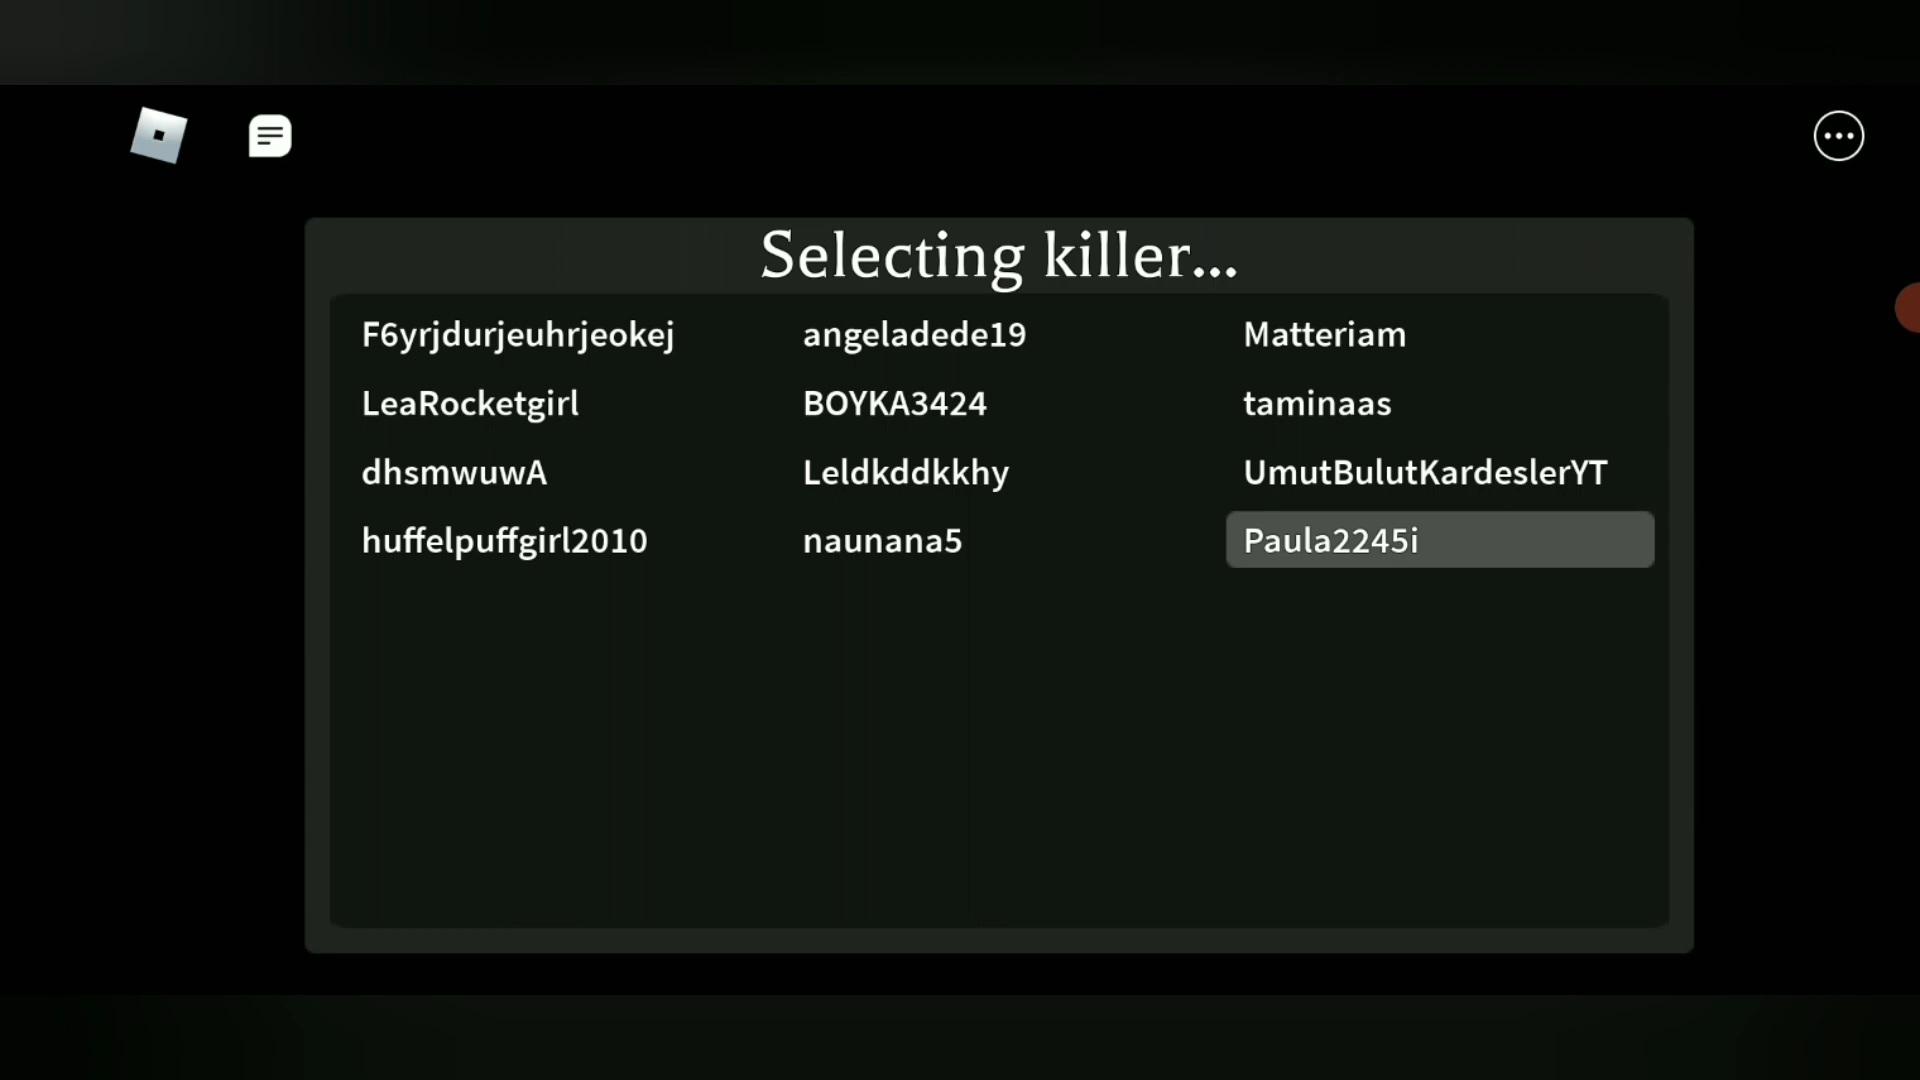 Selecting killer...
F6yrjdurjeuhrjeokej angeladede19 Matteriam
LeaRocketgirl BOYKA3424 taminaas
dhsmwuwA Leldkddkkhy UmutBulutKardeslerYT
huffelpuffgirl2010 naunana5 Paula2245i